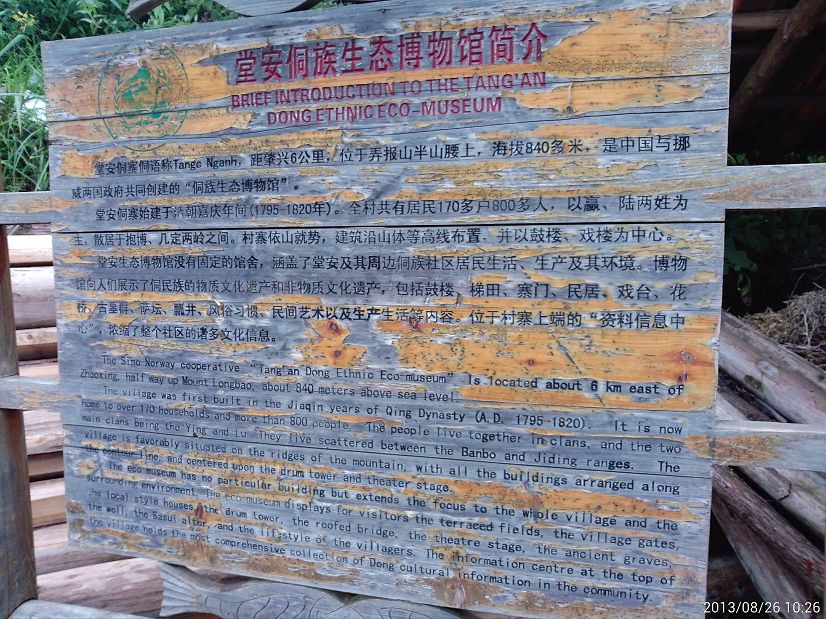 堂安侗族生态博物馆简介
BRIEF INTRODUCTION TO THE TANG'AN
DONG ETHNIC ECO-MUSEUM
堂安侗寨侗语称Tange Nganh，距肇兴6公里，位于弄报山半山腰上，海拔840多米，是中国与挪
威两国政府共同创建的“侗族生态博物馆”。
堂安侗寨始建于清朝嘉庆年间(1795-1820年)。全村共有居民170多户800多人，以嬴、陆两姓为
主，散居于抱博、几定两岭之间。村寨依山就势，建筑沿山体等高线布置，并以鼓楼、戏楼为中心。
堂安生态博物馆没有固定的馆舍，涵盖了堂安及其周边侗族社区居民生活、生产及其环境。博物
馆向人们展示了侗民族的物质文化遗产和非物质文化遗产，包括鼓楼、梯田、寨门、民居、戏台、花
桥、古墓群、萨坛、瓢井、风俗习惯、民间艺术以及生产生活等内容。位于村寨上端的“资料信息中
心”，浓缩了整个社区的诸多文化信息。
The Sino Norway cooperative “Tang'an Dong Ethnic Eco-museum” Is located about 6 km east of
Zhaoxing, half way up Mount Longbao, about 840 meters above sea level.
The village was first built in the Jiaqin years of Qing Dynasty (A.D. 1795-1820). It is now
home to over 170 households and more than 800 people. The people live together in clans, and the two
main clans being the Ying and Lu. They live scattered between the Banbo and Jiding ranges. The
village is favorably situated on the ridges of the mountain, with all the buildings arranged along
the contour line, and centered upon the drum tower and theater stage.
The eco museum has no particular building but extends the focus to the whole village and the
surrounding environment. The eco museum displays for visitors the terraced fields, the village gates,
the local style houses, the drum tower, the roofed bridge, the theatre stage, the ancient graves,
the well, the Sasui alter, and the lifestyle of the villagers. The information centre at the top of
the village holds the most comprehensive collection of Dong cultural information in the community.
2013/08/26 10:26